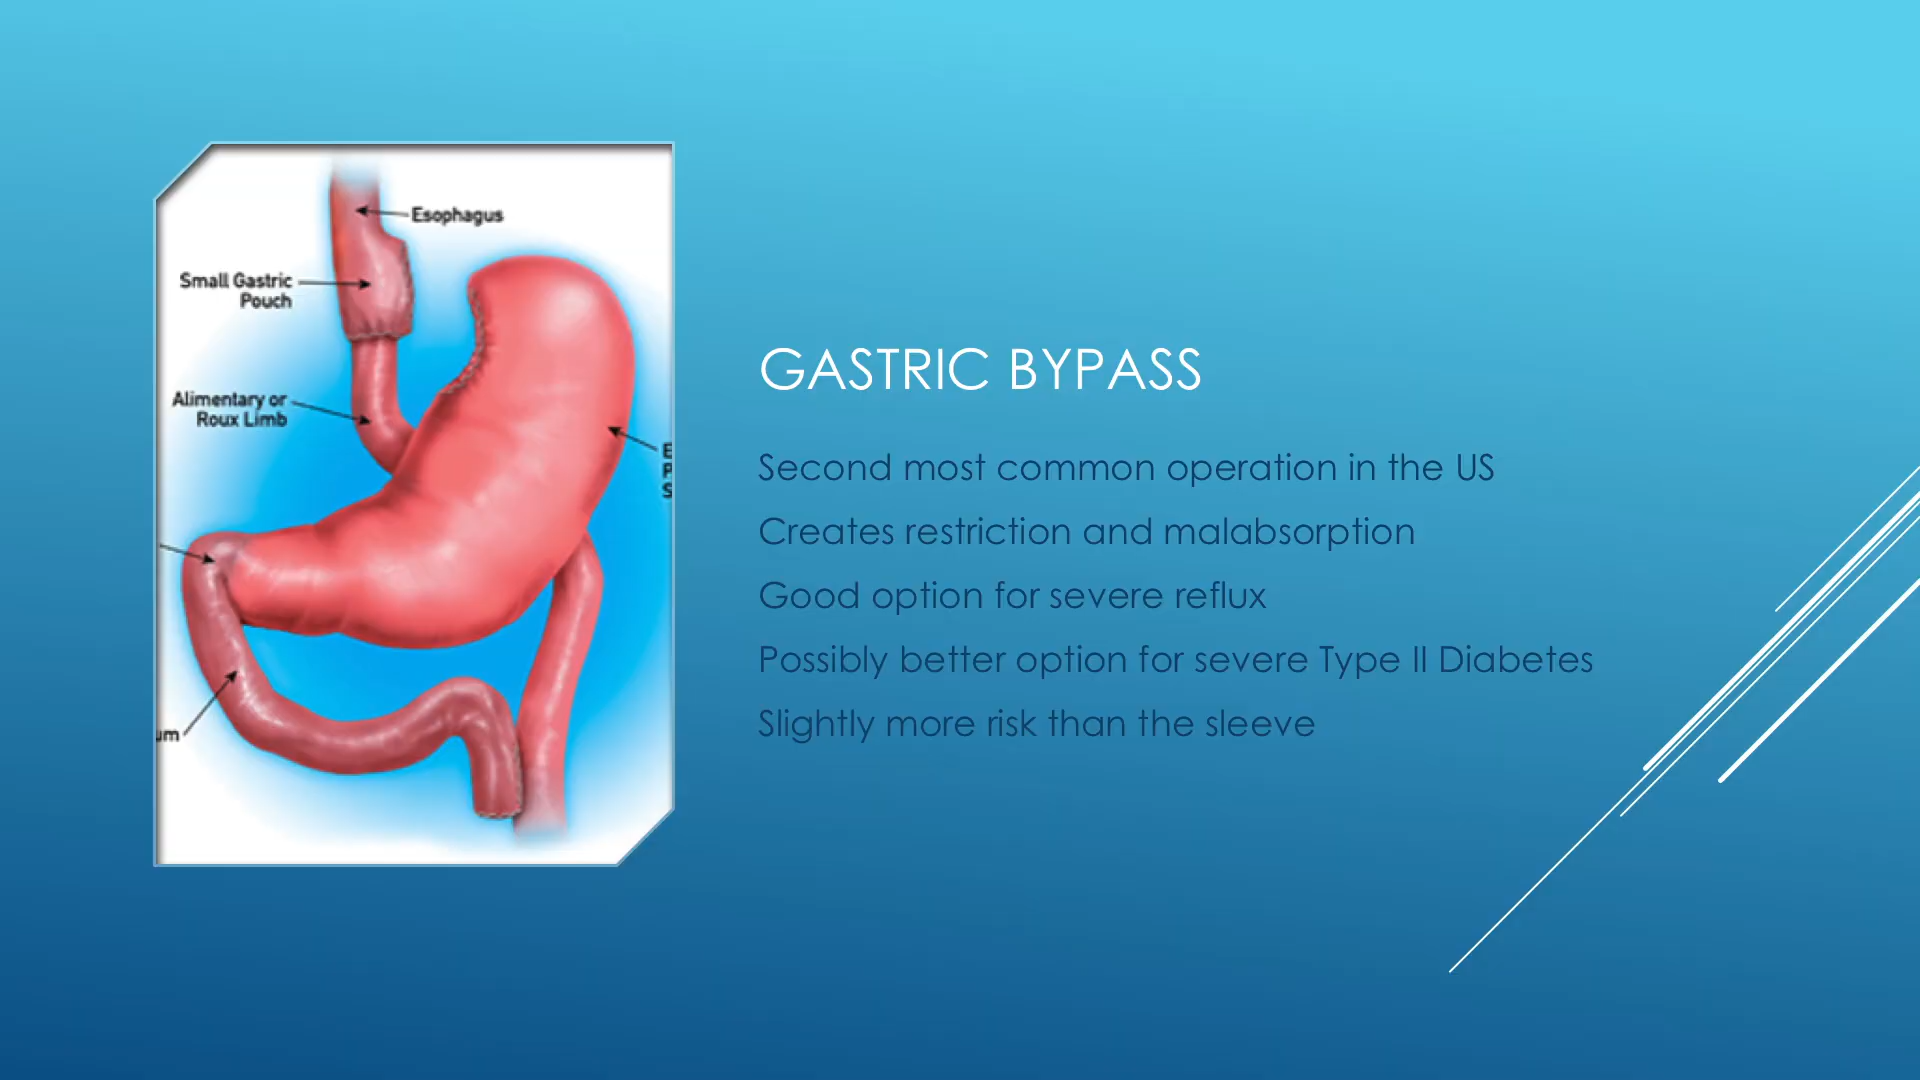 Esophagus
Small Gastric
Pouch
Alimentary or
Roux Limb
um
GASTRIC BYPASS
Second most common operation in the US
Creates restriction and malabsorption
Good option for severe reflux
Possibly better option for severe Type II Diabetes
Slightly more risk than the sleeve